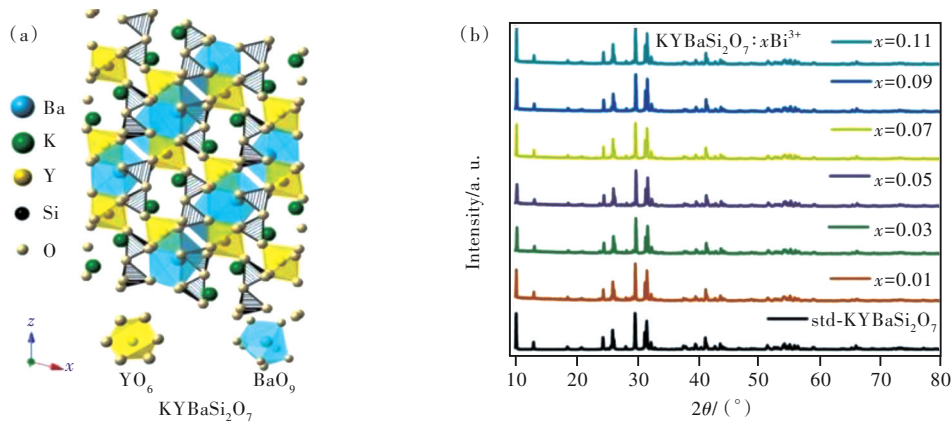 (a)
Ba
K
Y
Si
O
z
x
YO₆
BaO₉
KYBaSi₂O₇
(b)
KYBaSi₂O₇:xBi³⁺
x=0.11
x=0.09
x=0.07
x=0.05
x=0.03
x=0.01
std-KYBaSi₂O₇
Intensity/a. u.
10 20 30 40 50 60 70 80
2θ/(°)